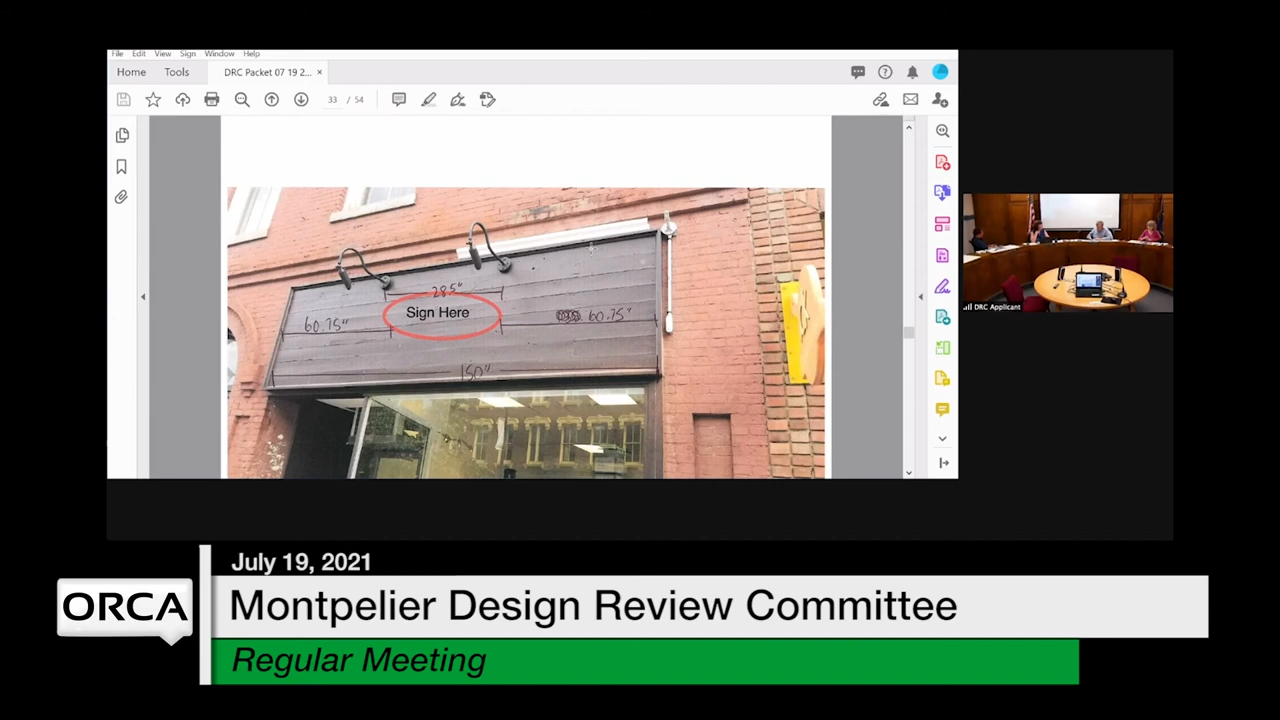 File Edit View Sign Window Help
Home Tools DRC Packet 07 19 2... ×
33 / 54
28.5"
Sign Here
60.75"
60.75"
150"
DRC Applicant
July 19, 2021
ORCA
Montpelier Design Review Committee
Regular Meeting